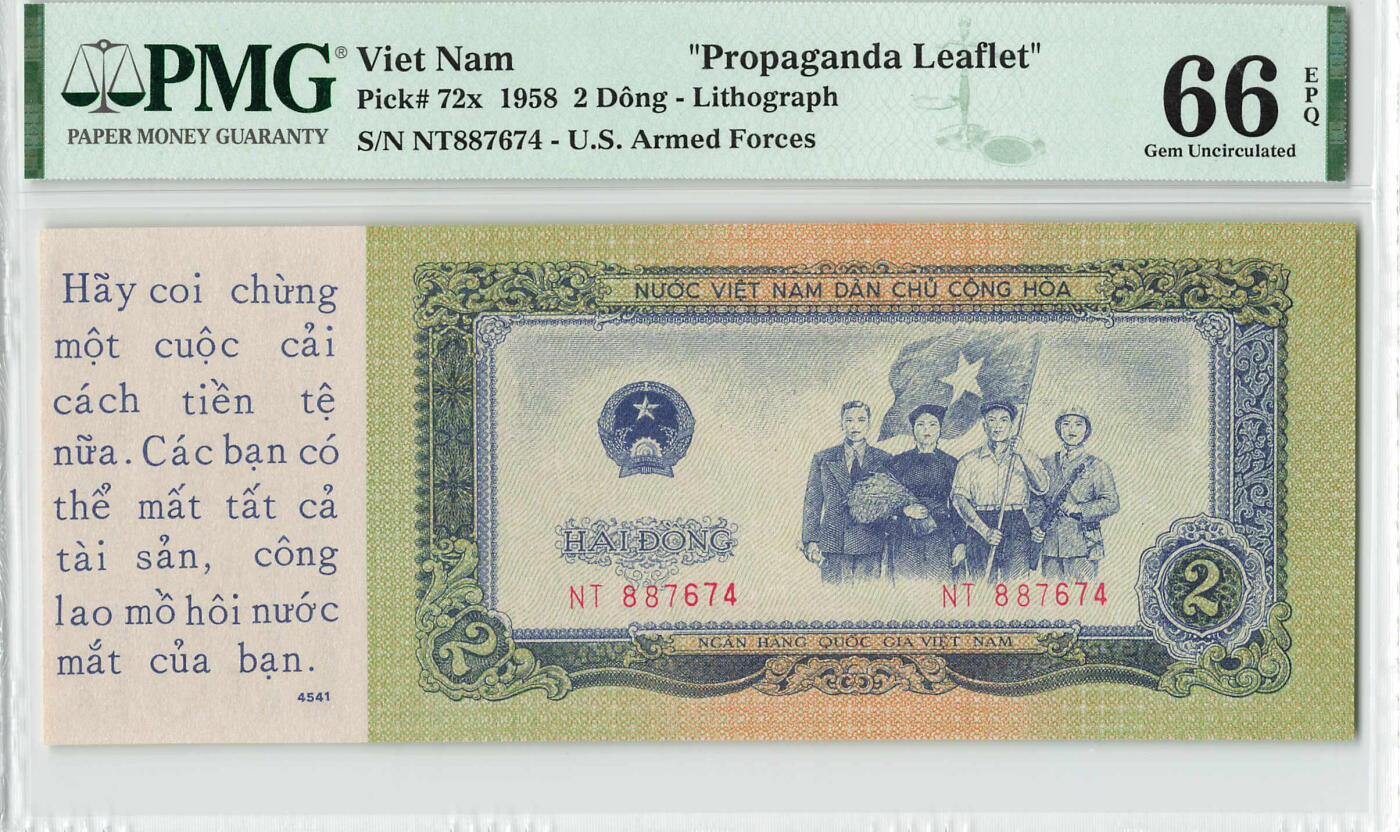 PMG®
PAPER MONEY GUARANTY
Viet Nam "Propaganda Leaflet"
Pick# 72x 1958 2 Dông - Lithograph
S/N NT887674 - U.S. Armed Forces
66 EPQ
Gem Uncirculated
Hãy coi chừng
một cuộc cải
cách tiền tệ
nữa. Các bạn có
thể mất tất cả
tài sản, công
lao mồ hôi nước
mắt của bạn.
4541
NƯỚC VIỆT NAM DÂN CHỦ CỘNG HÒA
HAI ĐỒNG
NT 887674 NT 887674
2
NGÂN HÀNG QUỐC GIA VIỆT NAM
2